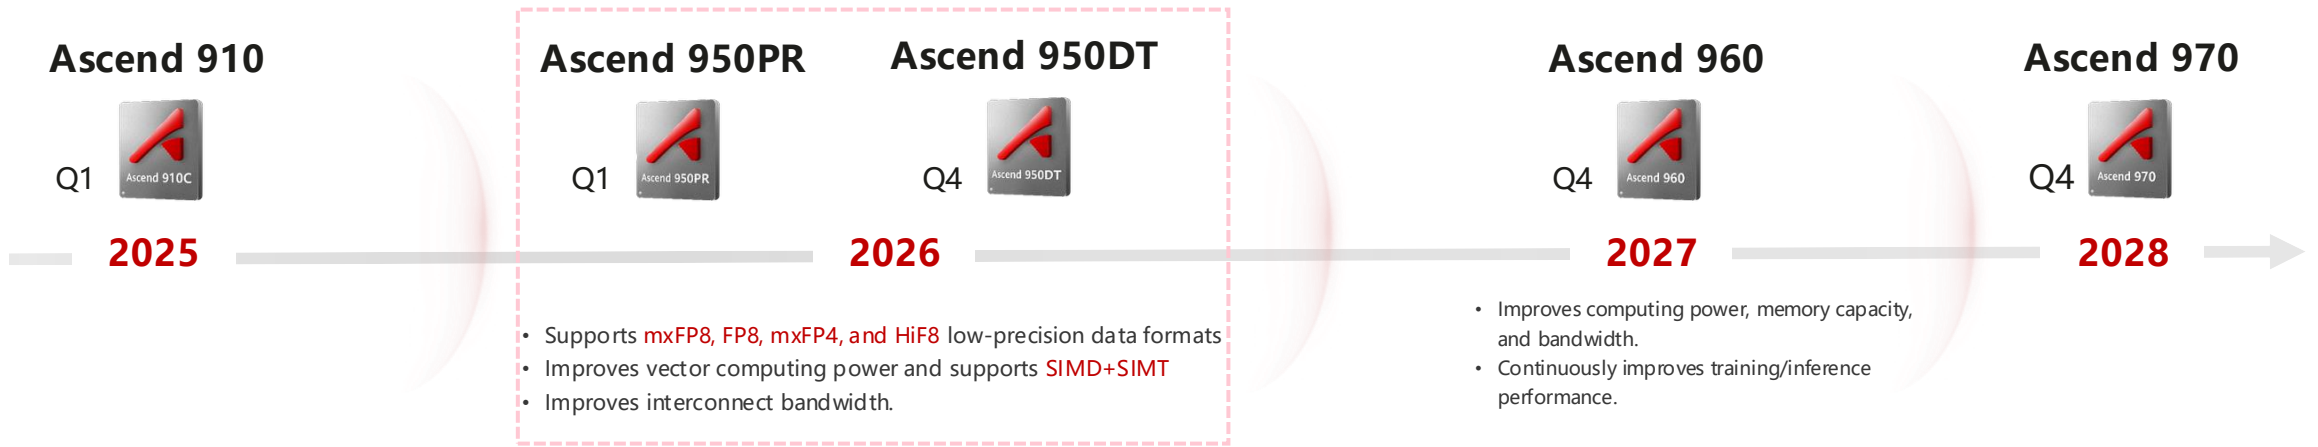 Ascend 910
Ascend 950PR
Ascend 950DT
Ascend 960
Ascend 970
Q1
Ascend 910C
Q1
Ascend 950PR
Q4
Ascend 950DT
Q4
Ascend 960
Q4
Ascend 970
2025
2026
2027
2028
• Supports mxFP8, FP8, mxFP4, and HiF8 low-precision data formats
• Improves vector computing power and supports SIMD+SIMT
• Improves interconnect bandwidth.
• Improves computing power, memory capacity,
and bandwidth.
• Continuously improves training/inference
performance.